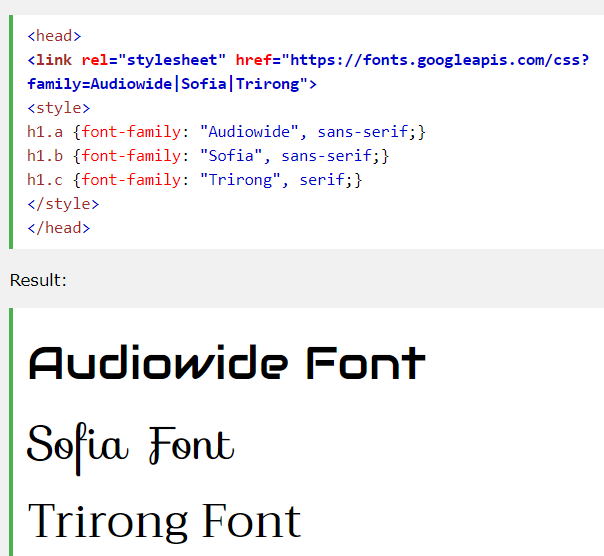 <head>
<link rel="stylesheet" href="https://fonts.googleapis.com/css?
family=Audiowide|Sofia|Trirong">
<style>
h1.a {font-family: "Audiowide", sans-serif;}
h1.b {font-family: "Sofia", sans-serif;}
h1.c {font-family: "Trirong", serif;}
</style>
</head>
Result:
Audiowide Font
Sofia Font
Trirong Font